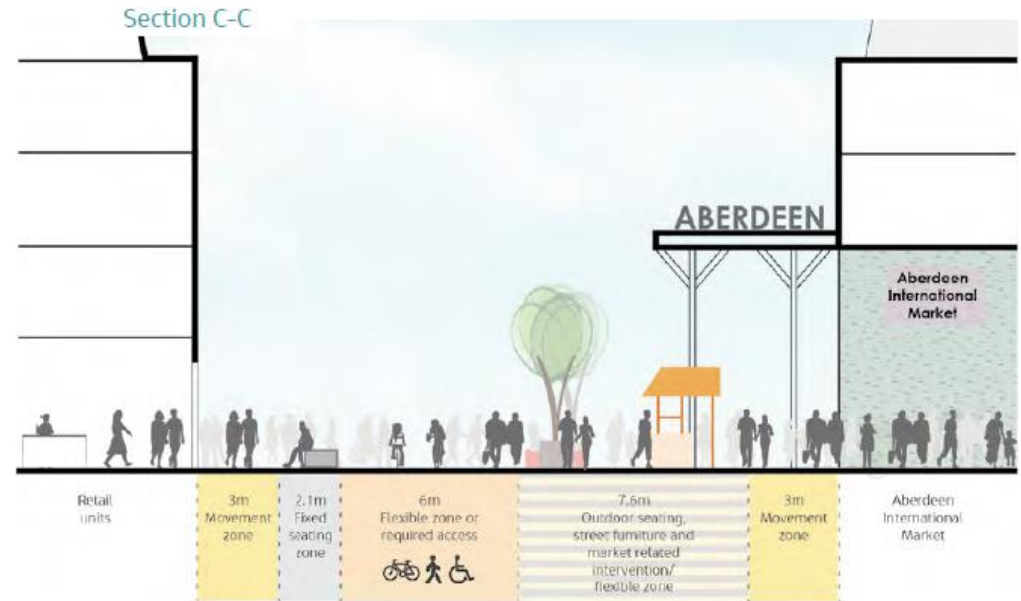 Section C-C
ABERDEEN
Aberdeen
International
Market
Retail
units
3m
Movement
zone
2.1m
Fixed
seating
zone
6m
Flexible zone or
required access
7.6m
Outdoor seating,
street furniture and
market related
intervention/
flexible zone
3m
Movement
zone
Aberdeen
International
Market